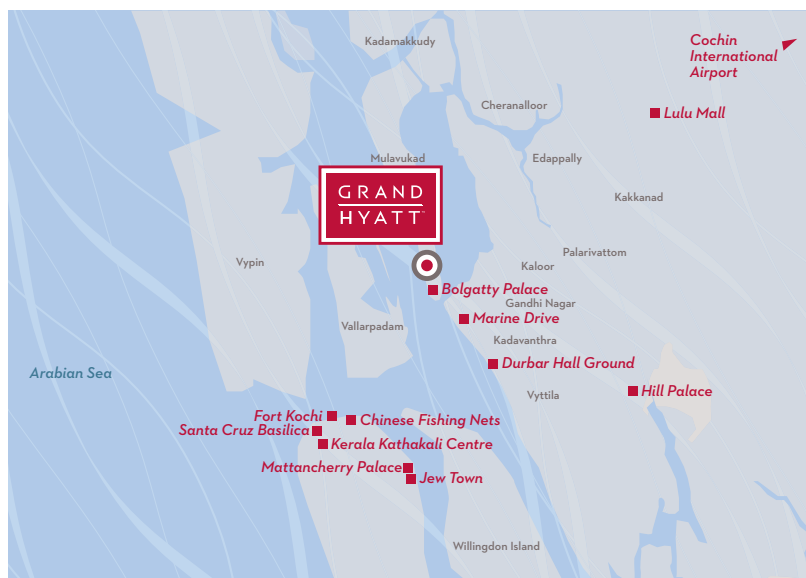 Kadamakkudy
Cochin
International
Airport
Cheranalloor
Lulu Mall
Mulavukad
Edappally
GRAND
HYATT™
Kakkanad
Vypin
Palarivattom
Kaloor
Bolgatty Palace
Gandhi Nagar
Marine Drive
Vallarpadam
Kadavanthra
Durbar Hall Ground
Arabian Sea
Vyttila
Hill Palace
Fort Kochi
Chinese Fishing Nets
Santa Cruz Basilica
Kerala Kathakali Centre
Mattancherry Palace
Jew Town
Willingdon Island